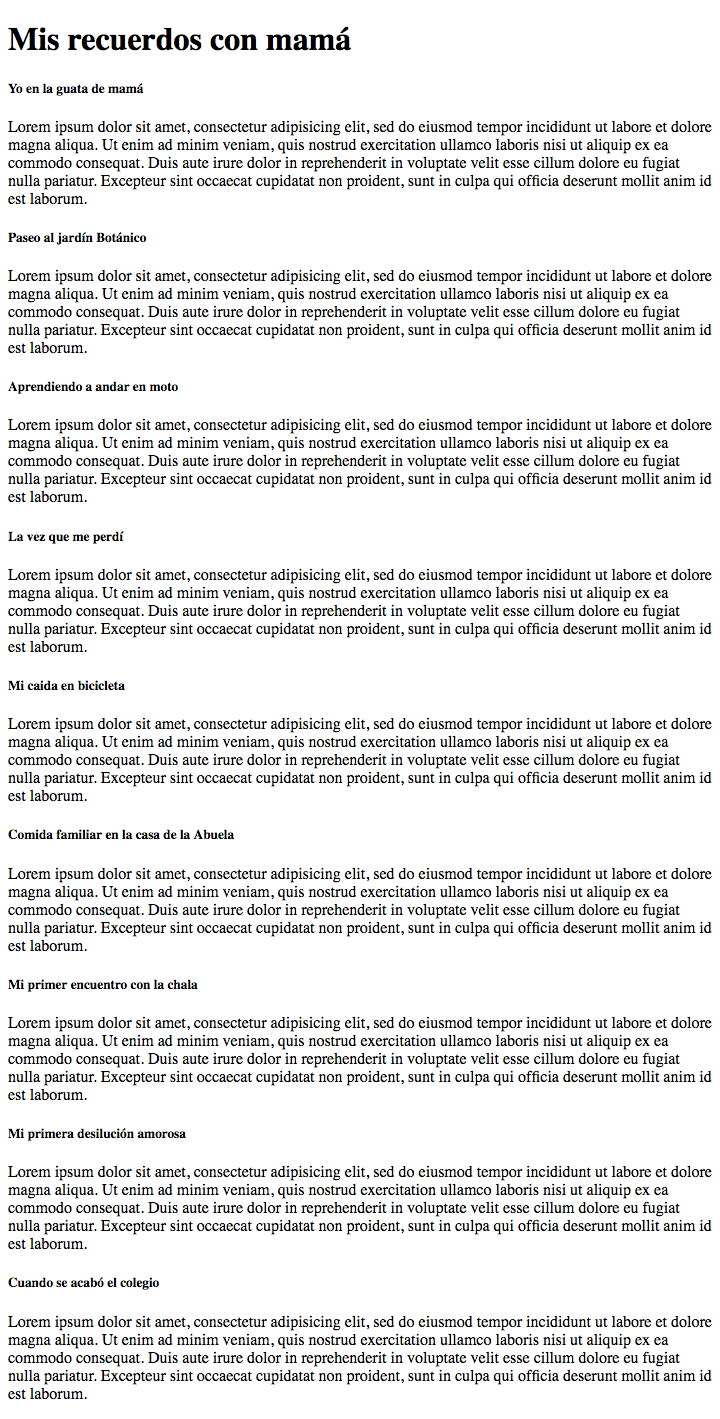 Mis recuerdos con mamá
Yo en la guata de mamá
Lorem ipsum dolor sit amet, consectetur adipisicing elit, sed do eiusmod tempor incididunt ut labore et dolore
magna aliqua. Ut enim ad minim veniam, quis nostrud exercitation ullamco laboris nisi ut aliquip ex ea
commodo consequat. Duis aute irure dolor in reprehenderit in voluptate velit esse cillum dolore eu fugiat
nulla pariatur. Excepteur sint occaecat cupidatat non proident, sunt in culpa qui officia deserunt mollit anim id
est laborum.
Paseo al jardín Botánico
Lorem ipsum dolor sit amet, consectetur adipisicing elit, sed do eiusmod tempor incididunt ut labore et dolore
magna aliqua. Ut enim ad minim veniam, quis nostrud exercitation ullamco laboris nisi ut aliquip ex ea
commodo consequat. Duis aute irure dolor in reprehenderit in voluptate velit esse cillum dolore eu fugiat
nulla pariatur. Excepteur sint occaecat cupidatat non proident, sunt in culpa qui officia deserunt mollit anim id
est laborum.
Aprendiendo a andar en moto
Lorem ipsum dolor sit amet, consectetur adipisicing elit, sed do eiusmod tempor incididunt ut labore et dolore
magna aliqua. Ut enim ad minim veniam, quis nostrud exercitation ullamco laboris nisi ut aliquip ex ea
commodo consequat. Duis aute irure dolor in reprehenderit in voluptate velit esse cillum dolore eu fugiat
nulla pariatur. Excepteur sint occaecat cupidatat non proident, sunt in culpa qui officia deserunt mollit anim id
est laborum.
La vez que me perdí
Lorem ipsum dolor sit amet, consectetur adipisicing elit, sed do eiusmod tempor incididunt ut labore et dolore
magna aliqua. Ut enim ad minim veniam, quis nostrud exercitation ullamco laboris nisi ut aliquip ex ea
commodo consequat. Duis aute irure dolor in reprehenderit in voluptate velit esse cillum dolore eu fugiat
nulla pariatur. Excepteur sint occaecat cupidatat non proident, sunt in culpa qui officia deserunt mollit anim id
est laborum.
Mi caida en bicicleta
Lorem ipsum dolor sit amet, consectetur adipisicing elit, sed do eiusmod tempor incididunt ut labore et dolore
magna aliqua. Ut enim ad minim veniam, quis nostrud exercitation ullamco laboris nisi ut aliquip ex ea
commodo consequat. Duis aute irure dolor in reprehenderit in voluptate velit esse cillum dolore eu fugiat
nulla pariatur. Excepteur sint occaecat cupidatat non proident, sunt in culpa qui officia deserunt mollit anim id
est laborum.
Comida familiar en la casa de la Abuela
Lorem ipsum dolor sit amet, consectetur adipisicing elit, sed do eiusmod tempor incididunt ut labore et dolore
magna aliqua. Ut enim ad minim veniam, quis nostrud exercitation ullamco laboris nisi ut aliquip ex ea
commodo consequat. Duis aute irure dolor in reprehenderit in voluptate velit esse cillum dolore eu fugiat
nulla pariatur. Excepteur sint occaecat cupidatat non proident, sunt in culpa qui officia deserunt mollit anim id
est laborum.
Mi primer encuentro con la chala
Lorem ipsum dolor sit amet, consectetur adipisicing elit, sed do eiusmod tempor incididunt ut labore et dolore
magna aliqua. Ut enim ad minim veniam, quis nostrud exercitation ullamco laboris nisi ut aliquip ex ea
commodo consequat. Duis aute irure dolor in reprehenderit in voluptate velit esse cillum dolore eu fugiat
nulla pariatur. Excepteur sint occaecat cupidatat non proident, sunt in culpa qui officia deserunt mollit anim id
est laborum.
Mi primera desilución amorosa
Lorem ipsum dolor sit amet, consectetur adipisicing elit, sed do eiusmod tempor incididunt ut labore et dolore
magna aliqua. Ut enim ad minim veniam, quis nostrud exercitation ullamco laboris nisi ut aliquip ex ea
commodo consequat. Duis aute irure dolor in reprehenderit in voluptate velit esse cillum dolore eu fugiat
nulla pariatur. Excepteur sint occaecat cupidatat non proident, sunt in culpa qui officia deserunt mollit anim id
est laborum.
Cuando se acabó el colegio
Lorem ipsum dolor sit amet, consectetur adipisicing elit, sed do eiusmod tempor incididunt ut labore et dolore
magna aliqua. Ut enim ad minim veniam, quis nostrud exercitation ullamco laboris nisi ut aliquip ex ea
commodo consequat. Duis aute irure dolor in reprehenderit in voluptate velit esse cillum dolore eu fugiat
nulla pariatur. Excepteur sint occaecat cupidatat non proident, sunt in culpa qui officia deserunt mollit anim id
est laborum.